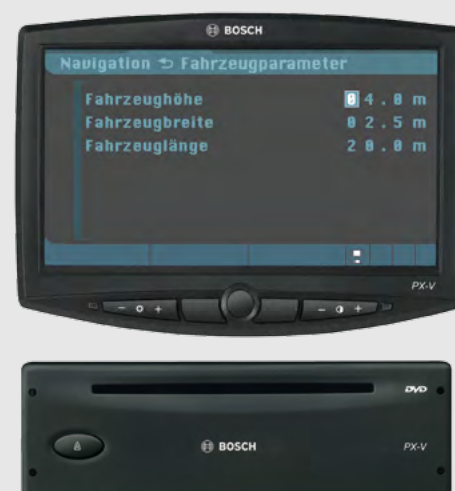 BOSCH
Navigation ⮌ Fahrzeugparameter
Fahrzeughöhe 04.0 m
Fahrzeugbreite 02.5 m
Fahrzeuglänge 20.0 m
PX-V
- +
- +
DVD
BOSCH PX-V